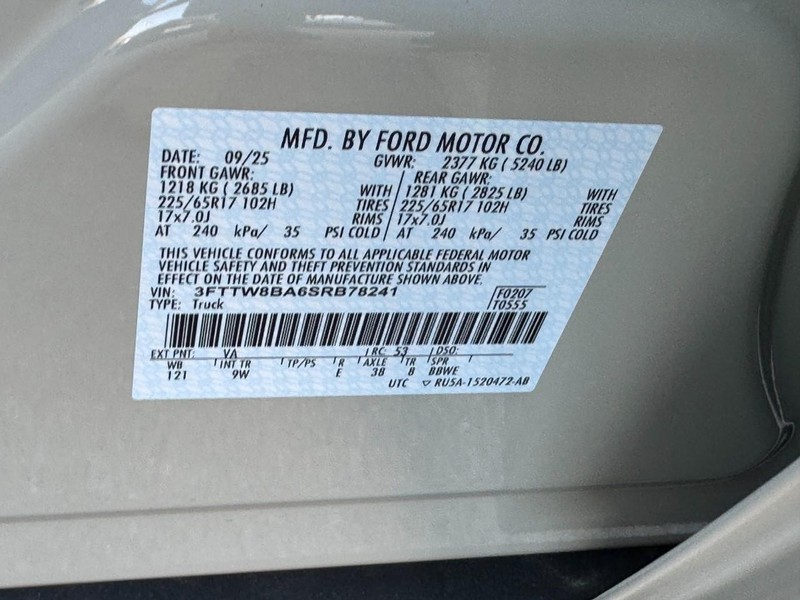 MFD. BY FORD MOTOR CO.
DATE: 09/25 GVWR: 2377 KG ( 5240 LB)
FRONT GAWR: REAR GAWR:
1218 KG ( 2685 LB) WITH 1281 KG ( 2825 LB) WITH
225/65R17 102H TIRES 225/65R17 102H TIRES
17x7.0J RIMS 17x7.0J RIMS
AT 240 kPa/ 35 PSI COLD AT 240 kPa/ 35 PSI COLD
THIS VEHICLE CONFORMS TO ALL APPLICABLE FEDERAL MOTOR
VEHICLE SAFETY AND THEFT PREVENTION STANDARDS IN
EFFECT ON THE DATE OF MANUFACTURE SHOWN ABOVE.
VIN: 3FTTW8BA6SRB78241 F0207
TYPE: Truck T0555
EXT PNT: YA RC: 53 DSO:
WB INT TR TP/PS R AXLE TR SPR
121 9W E 38 8 BBWE
UTC ▽ RU5A-1520472-AB